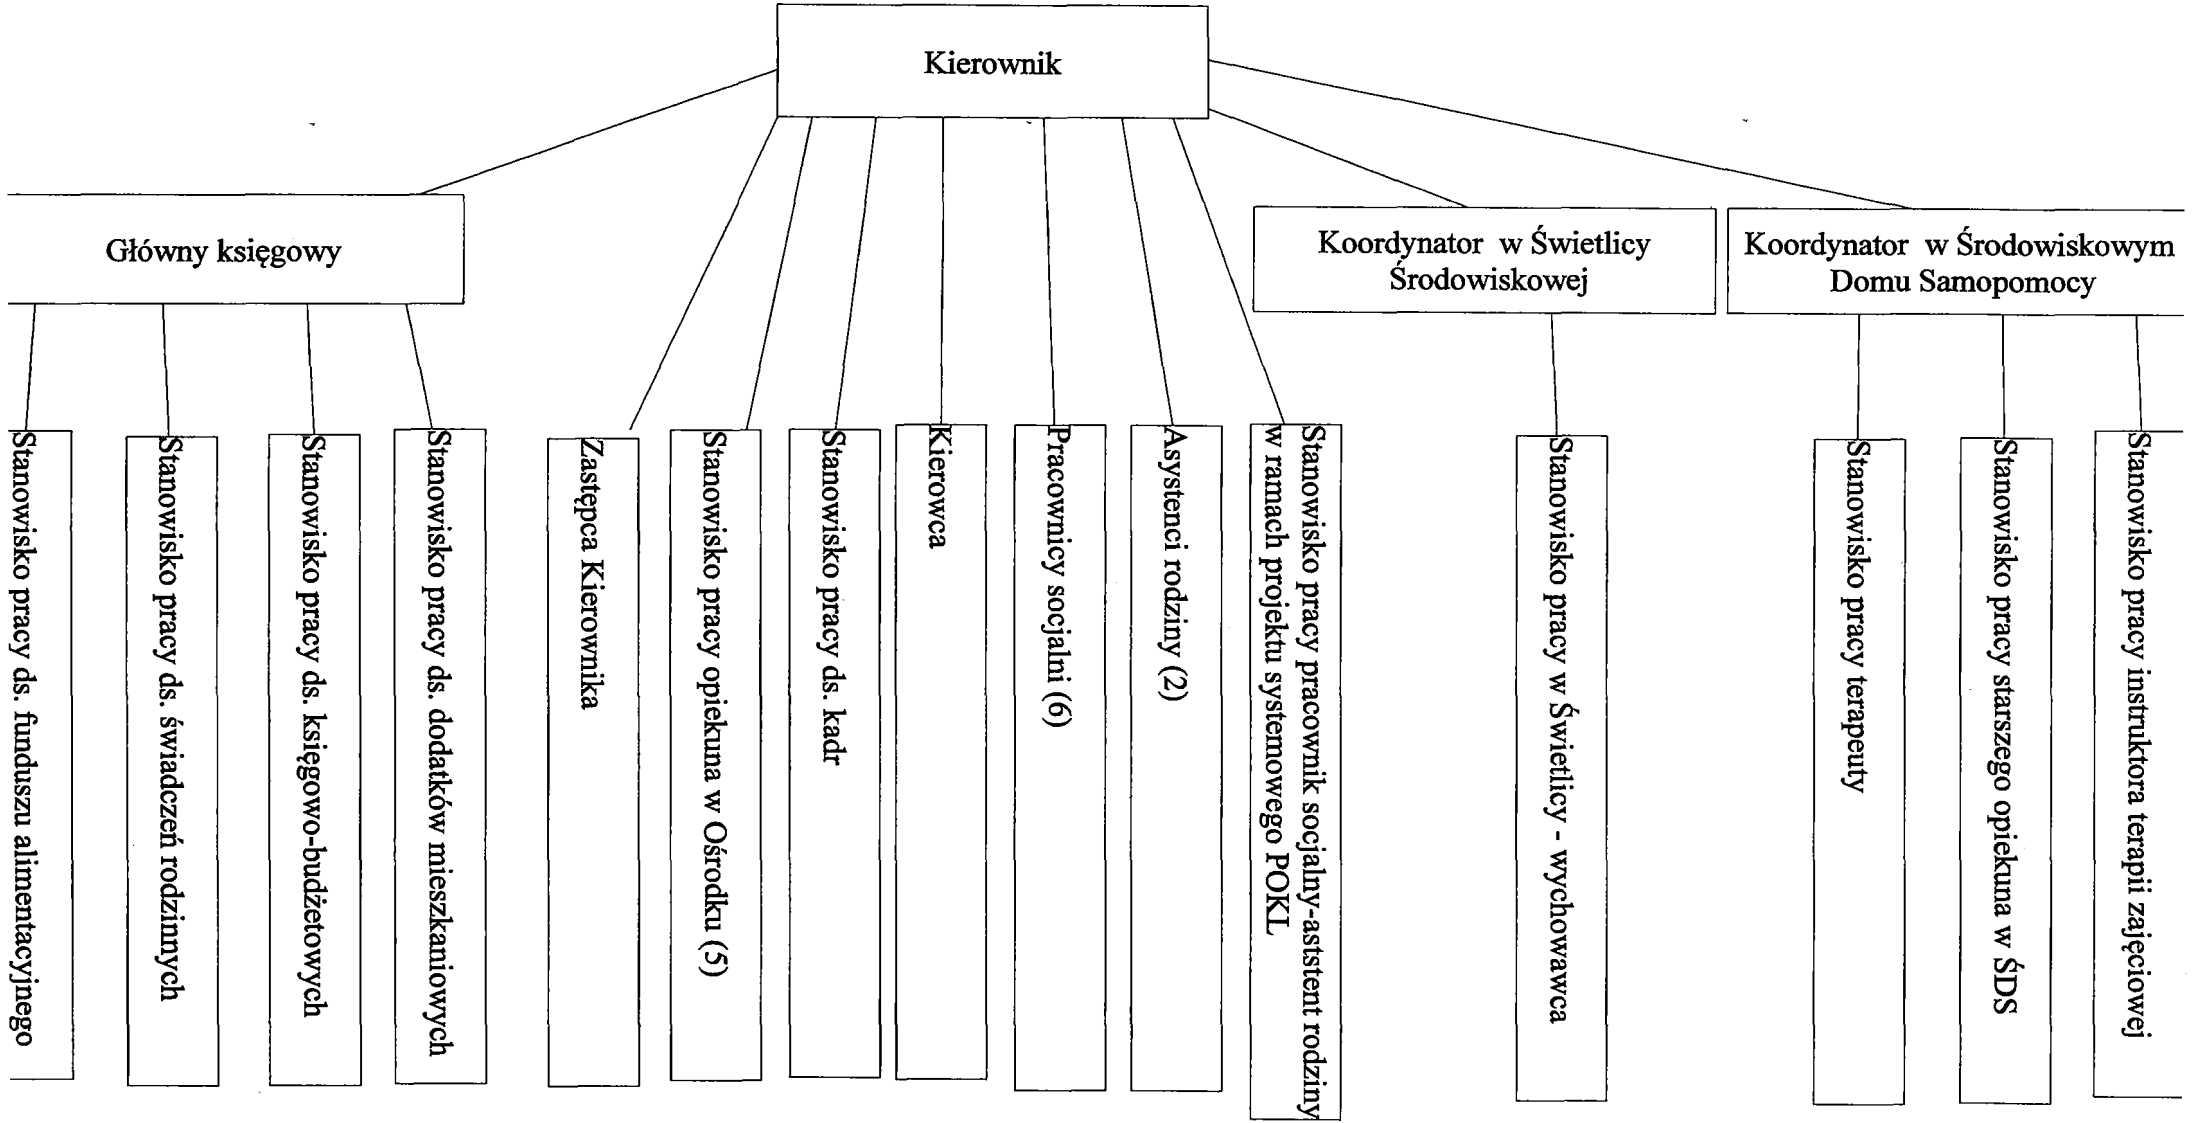 Kierownik
Główny księgowy
Koordynator w Świetlicy
Środowiskowej
Koordynator w Środowiskowym
Domu Samopomocy
Stanowisko pracy ds. funduszu alimentacyjnego
Stanowisko pracy ds. świadczeń rodzinnych
Stanowisko pracy ds. księgowo-budżetowych
Stanowisko pracy ds. dodatków mieszkaniowych
Zastępca Kierownika
Stanowisko pracy opiekuna w Ośrodku (5)
Stanowisko pracy ds. kadr
Kierowca
Pracownicy socjalni (6)
Asystenci rodziny (2)
Stanowisko pracy pracownik socjalny-aststent rodziny
w ramach projektu systemowego POKL
Stanowisko pracy w Świetlicy - wychowawca
Stanowisko pracy terapeuty
Stanowisko pracy starszego opiekuna w ŚDS
Stanowisko pracy instruktora terapii zajęciowej